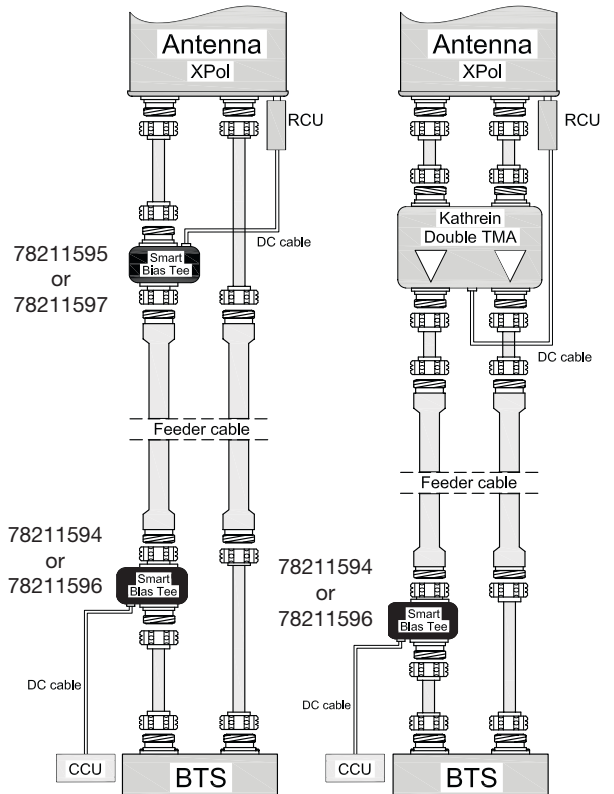 Antenna
XPol
RCU
DC cable
78211595
or
78211597
Smart
Bias Tee
Feeder cable
78211594
or
78211596
Smart
Bias Tee
DC cable
CCU
BTS
Antenna
XPol
RCU
Kathrein
Double TMA
DC cable
Feeder cable
78211594
or
78211596
Smart
Bias Tee
DC cable
CCU
BTS